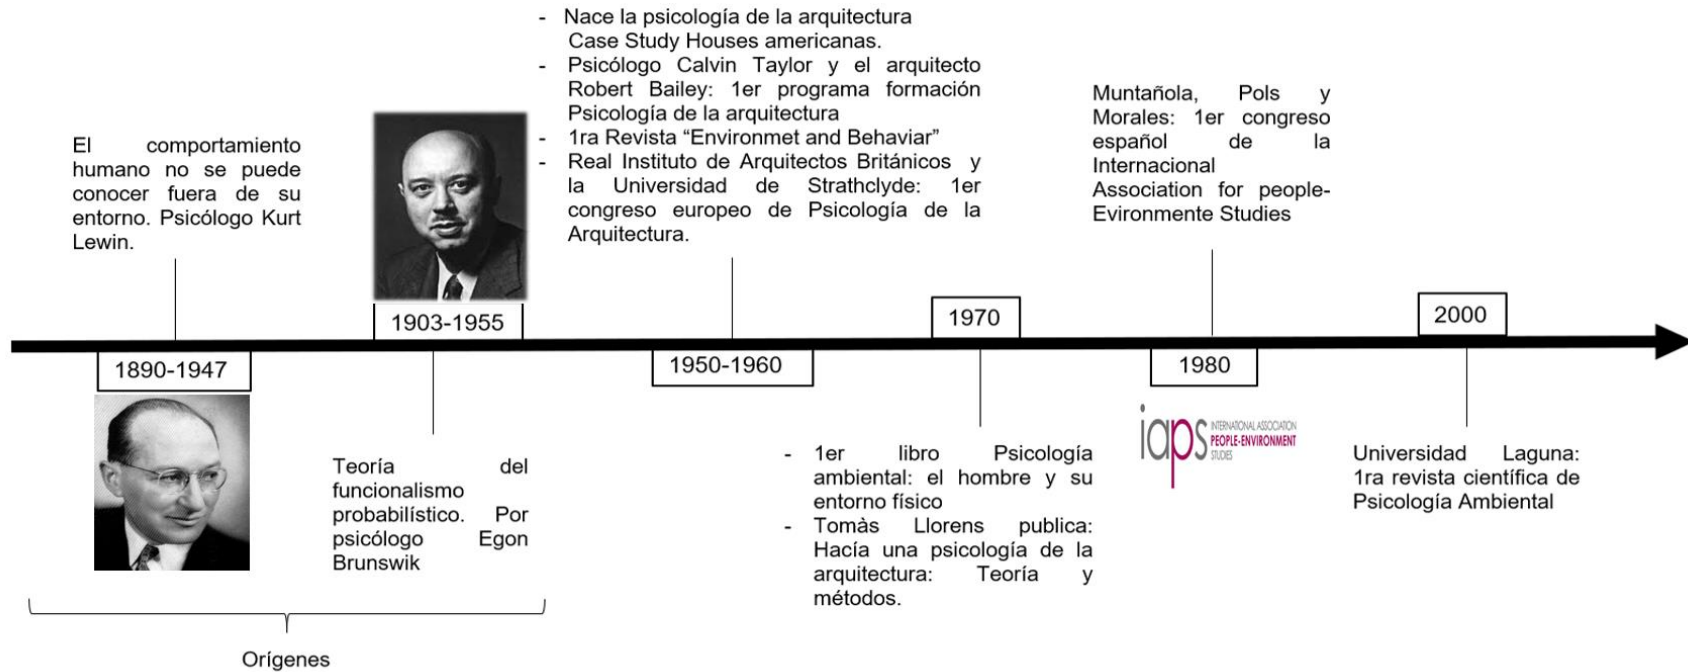 El comportamiento
humano no se puede
conocer fuera de su
entorno. Psicólogo Kurt
Lewin.
1890-1947
1903-1955
Teoría del
funcionalismo
probabilístico. Por
psicólogo Egon
Brunswik
Orígenes
- Nace la psicología de la arquitectura
Case Study Houses americanas.
- Psicólogo Calvin Taylor y el arquitecto
Robert Bailey: 1er programa formación
Psicología de la arquitectura
- 1ra Revista “Environmet and Behaviar”
- Real Instituto de Arquitectos Británicos y
la Universidad de Strathclyde: 1er
congreso europeo de Psicología de la
Arquitectura.
1950-1960
1970
- 1er libro Psicología
ambiental: el hombre y su
entorno físico
- Tomàs Llorens publica:
Hacía una psicología de la
arquitectura: Teoría y
métodos.
Muntañola, Pols y
Morales: 1er congreso
español de la
Internacional
Association for people-
Evironmente Studies
1980
iaps
INTERNATIONAL ASSOCIATION
PEOPLE-ENVIRONMENT
STUDIES
2000
Universidad Laguna:
1ra revista científica de
Psicología Ambiental